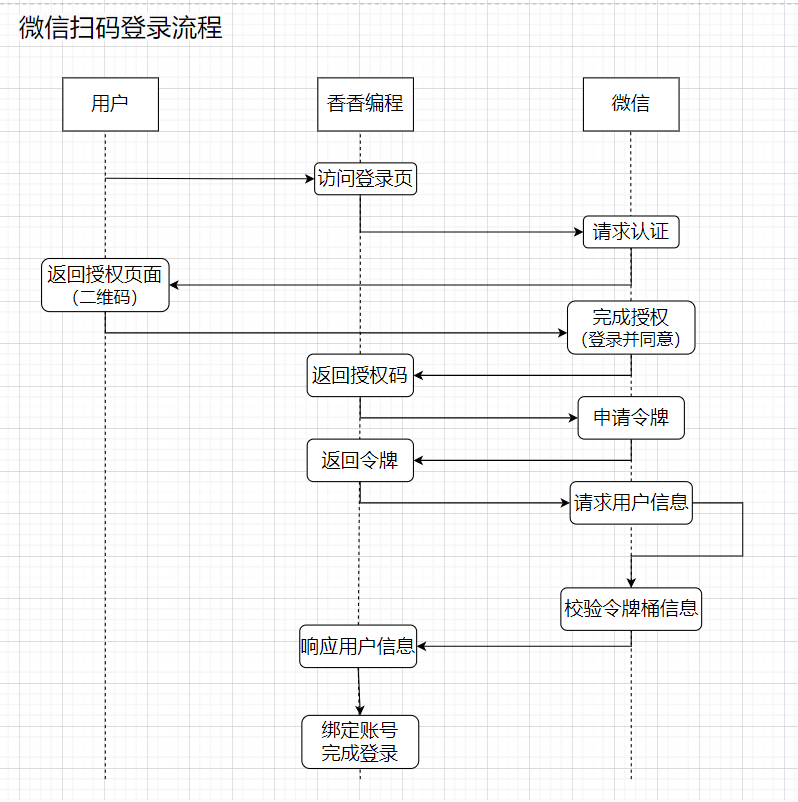 微信扫码登录流程
用户
香香编程
微信
访问登录页
请求认证
返回授权页面
（二维码）
完成授权
（登录并同意）
返回授权码
申请令牌
返回令牌
请求用户信息
校验令牌桶信息
响应用户信息
绑定账号
完成登录